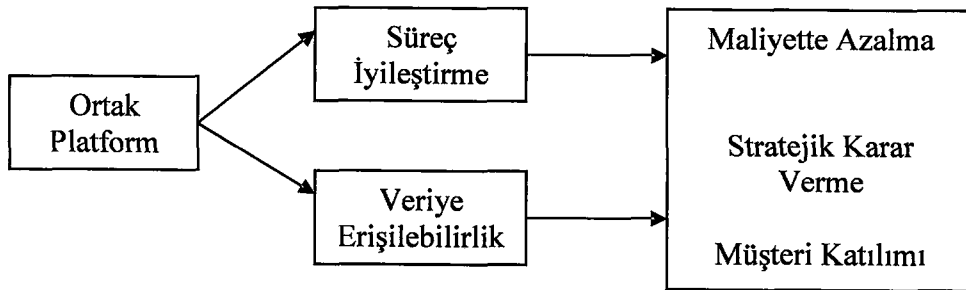 Ortak
Platform
Süreç
İyileştirme
Veriye
Erişilebilirlik
Maliyette Azalma
Stratejik Karar
Verme
Müşteri Katılımı